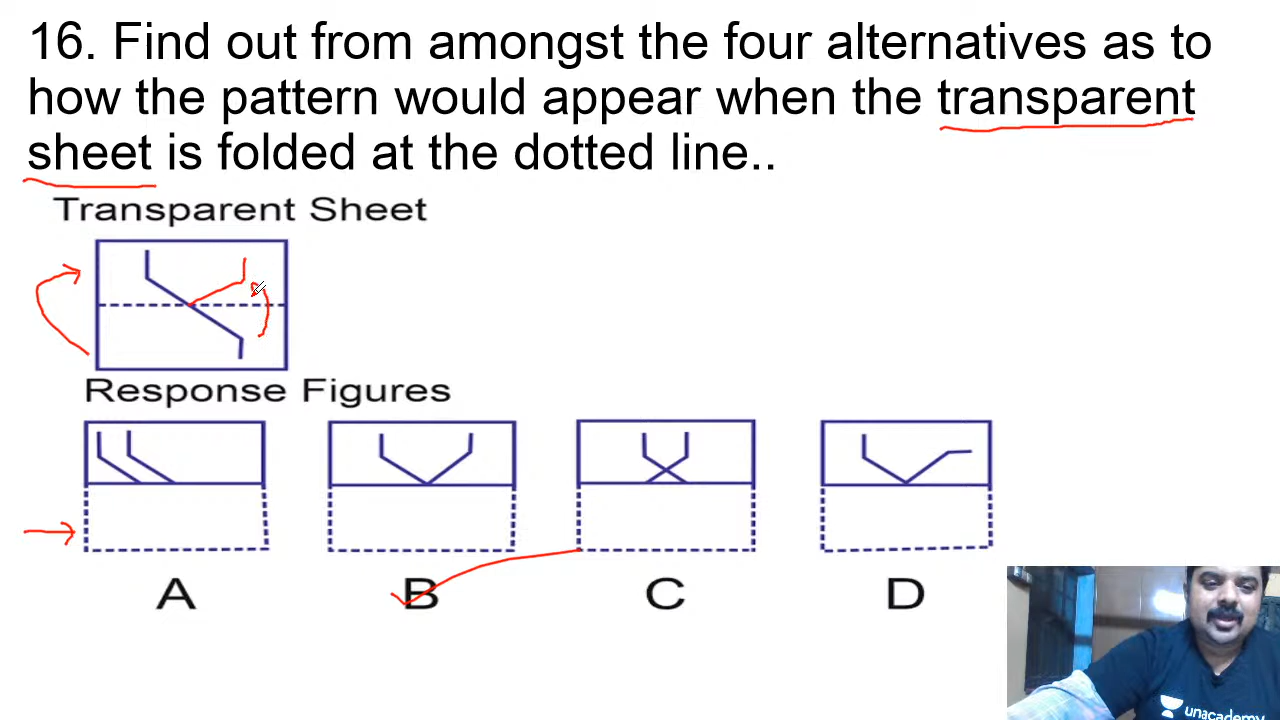 16. Find out from amongst the four alternatives as to
how the pattern would appear when the transparent
sheet is folded at the dotted line..
Transparent Sheet
Response Figures
A B C D
unacademy